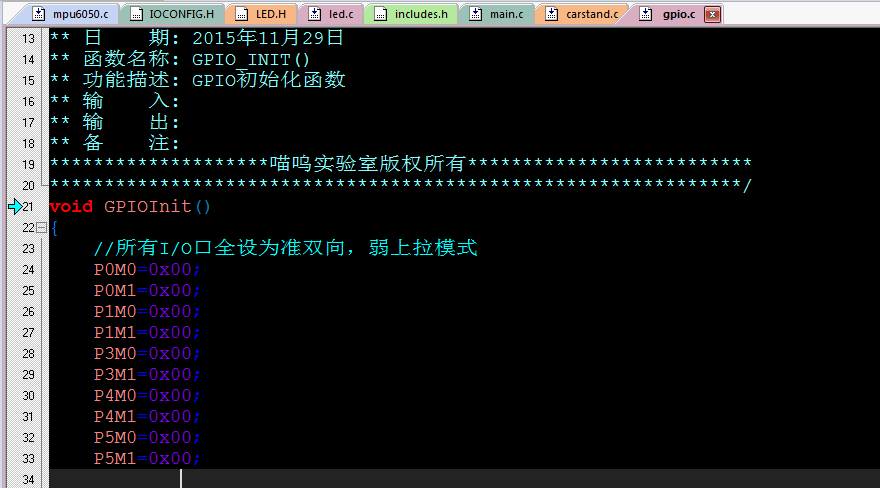 mpu6050.c IOCONFIG.H LED.H led.c includes.h main.c carstand.c gpio.c
13 ** 日 期: 2015年11月29日
14 ** 函数名称: GPIO_INIT()
15 ** 功能描述: GPIO初始化函数
16 ** 输 入:
17 ** 输 出:
18 ** 备 注:
19 ********************喵呜实验室版权所有**************************
20 ***************************************************************/
21 void GPIOInit()
22 {
23 //所有I/O口全设为准双向，弱上拉模式
24 P0M0=0x00;
25 P0M1=0x00;
26 P1M0=0x00;
27 P1M1=0x00;
28 P3M0=0x00;
29 P3M1=0x00;
30 P4M0=0x00;
31 P4M1=0x00;
32 P5M0=0x00;
33 P5M1=0x00;
34